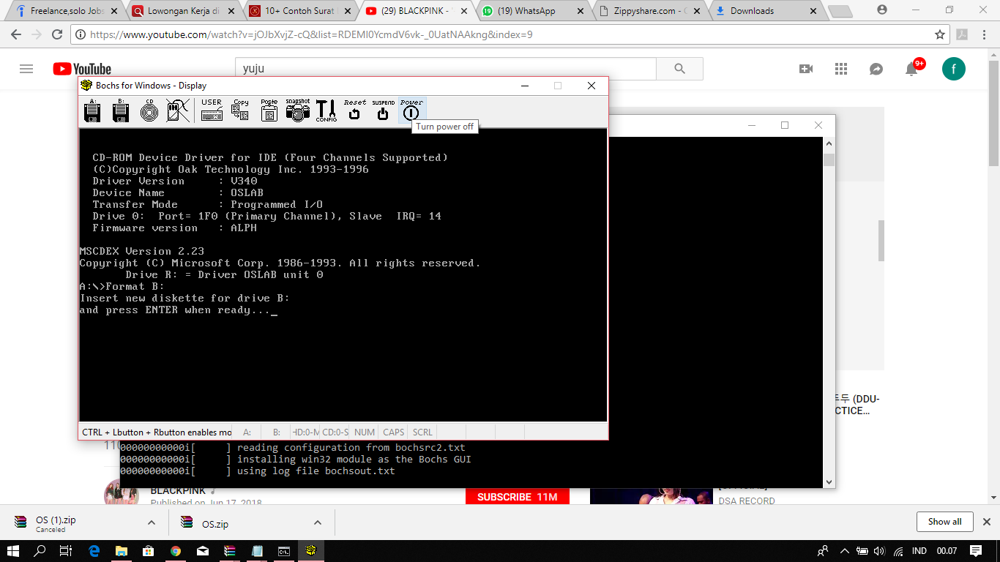 Freelance,solo Jobs
Lowongan Kerja di
10+ Contoh Surat
(29) BLACKPINK -
(19) WhatsApp
Zippyshare.com -
Downloads
https://www.youtube.com/watch?v=jOJbXvjZ-cQ&list=RDEMI0YcmdV6vk-_0UatNAAkng&index=9
YouTube
yuju
9+
f
Bochs for Windows - Display
A:
B:
CD
USER
Copy
Paste
snapshot
CONFIG
Reset
SUSPEND
Power
Turn power off
CD-ROM Device Driver for IDE (Four Channels Supported)
(C)Copyright Oak Technology Inc. 1993-1996
Driver Version : V340
Device Name : OSLAB
Transfer Mode : Programmed I/O
Drive 0: Port= 1F0 (Primary Channel), Slave IRQ= 14
Firmware version : ALPH
MSCDEX Version 2.23
Copyright (C) Microsoft Corp. 1986-1993. All rights reserved.
Drive R: = Driver OSLAB unit 0
A:\>Format B:
Insert new diskette for drive B:
and press ENTER when ready..._
CTRL + Lbutton + Rbutton enables mo
A:
B:
HD:0-M
CD:0-S
NUM
CAPS
SCRL
두두 (DDU-
CTICE...
00000000000i[ ] reading configuration from bochsrc2.txt
00000000000i[ ] installing win32 module as the Bochs GUI
00000000000i[ ] using log file bochsout.txt
BLACKPINK
Published on Jun 17, 2018
SUBSCRIBE 11M
DSA RECORD
OS (1).zip
Canceled
OS.zip
Show all
IND
00.07